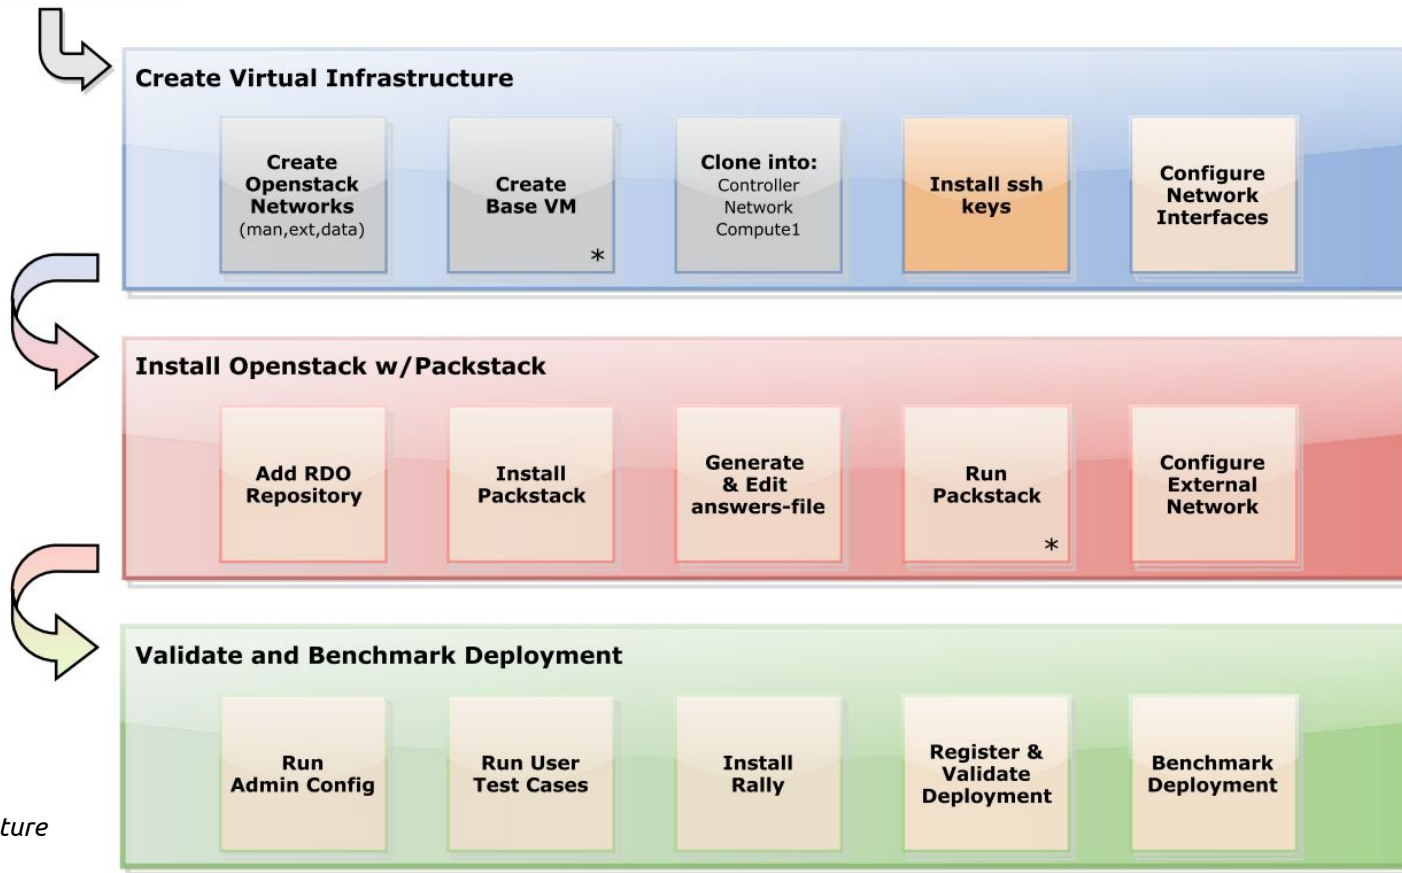 Create Virtual Infrastructure
Create
Openstack
Networks
(man,ext,data)
Create
Base VM
*
Clone into:
Controller
Network
Compute1
Install ssh
keys
Configure
Network
Interfaces
Install Openstack w/Packstack
Add RDO
Repository
Install
Packstack
Generate
& Edit
answers-file
Run
Packstack
*
Configure
External
Network
Validate and Benchmark Deployment
Run
Admin Config
Run User
Test Cases
Install
Rally
Register &
Validate
Deployment
Benchmark
Deployment
ture